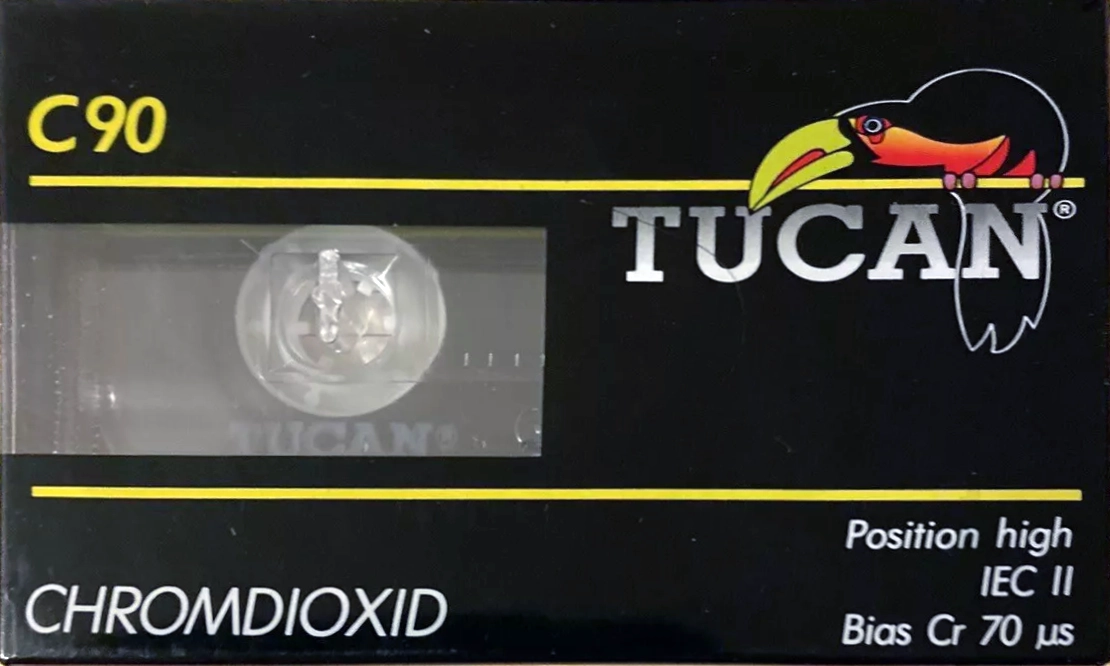 C90
TUCAN®
TUCAN®
CHROMDIOXID
Position high
IEC II
Bias Cr 70 µs